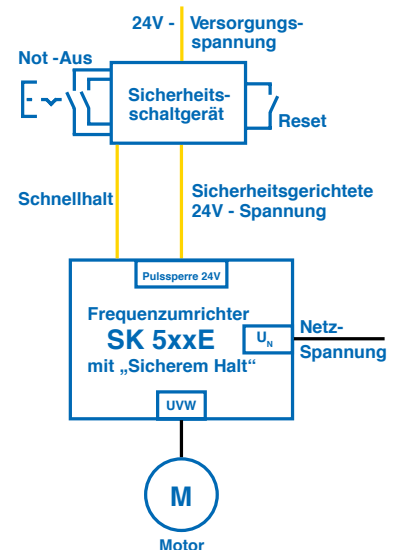 24V - Versorgungs-
spannung
Not -Aus
Sicherheits-
schaltgerät
Reset
Schnellhalt
Sicherheitsgerichtete
24V - Spannung
Pulssperre 24V
Frequenzumrichter
SK 5xxE
mit „Sicherem Halt“
UN
Netz-
Spannung
UVW
M
Motor